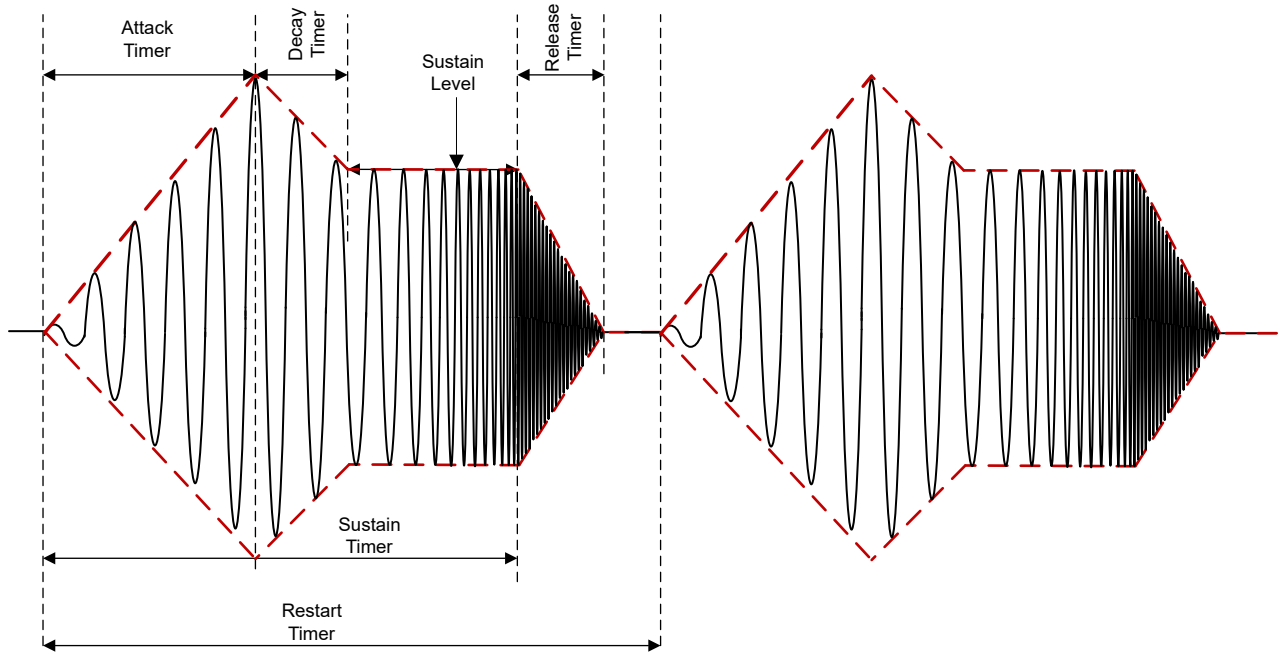 Attack
Timer
Decay
Timer
Sustain
Level
Release
Timer
Sustain
Timer
Restart
Timer